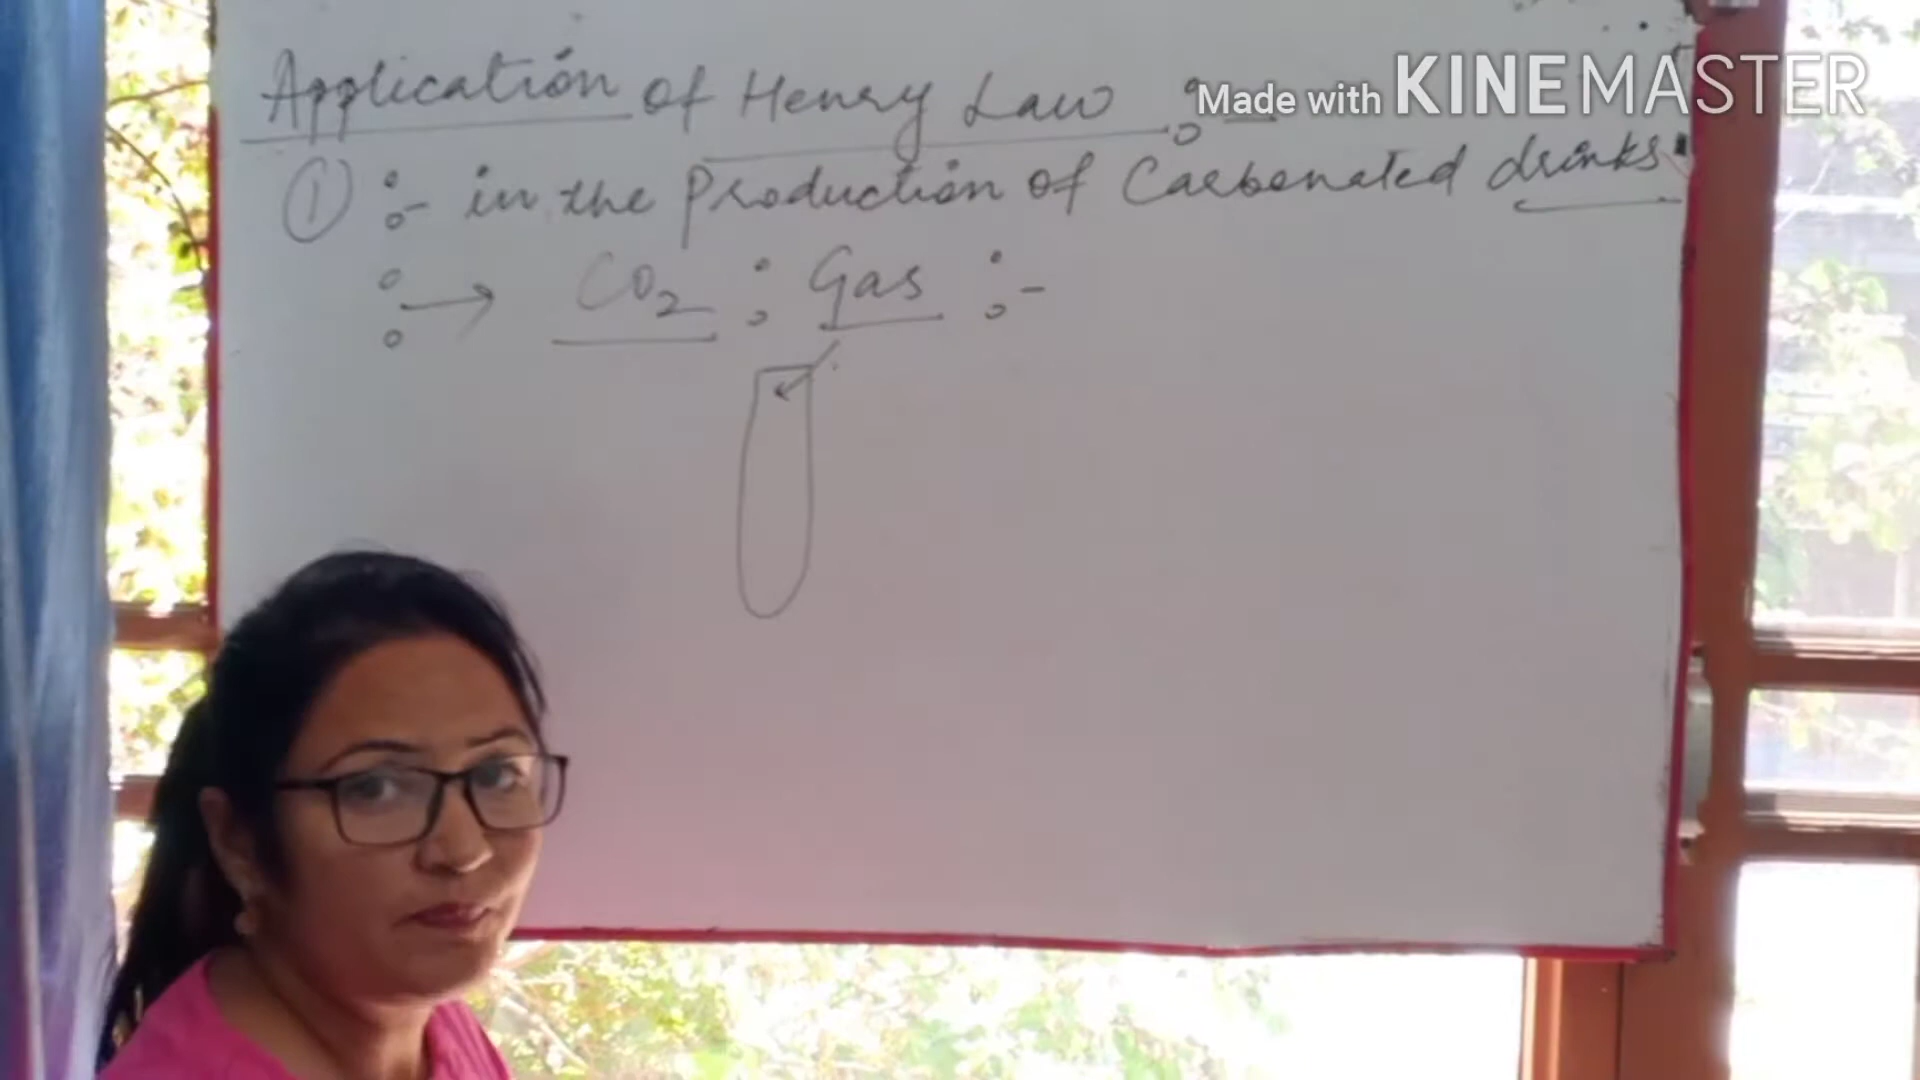 Application of Henry Law :-
Made with KINEMASTER
① :- in the Production of Carbonated drinks
:→ CO₂ : Gas :-